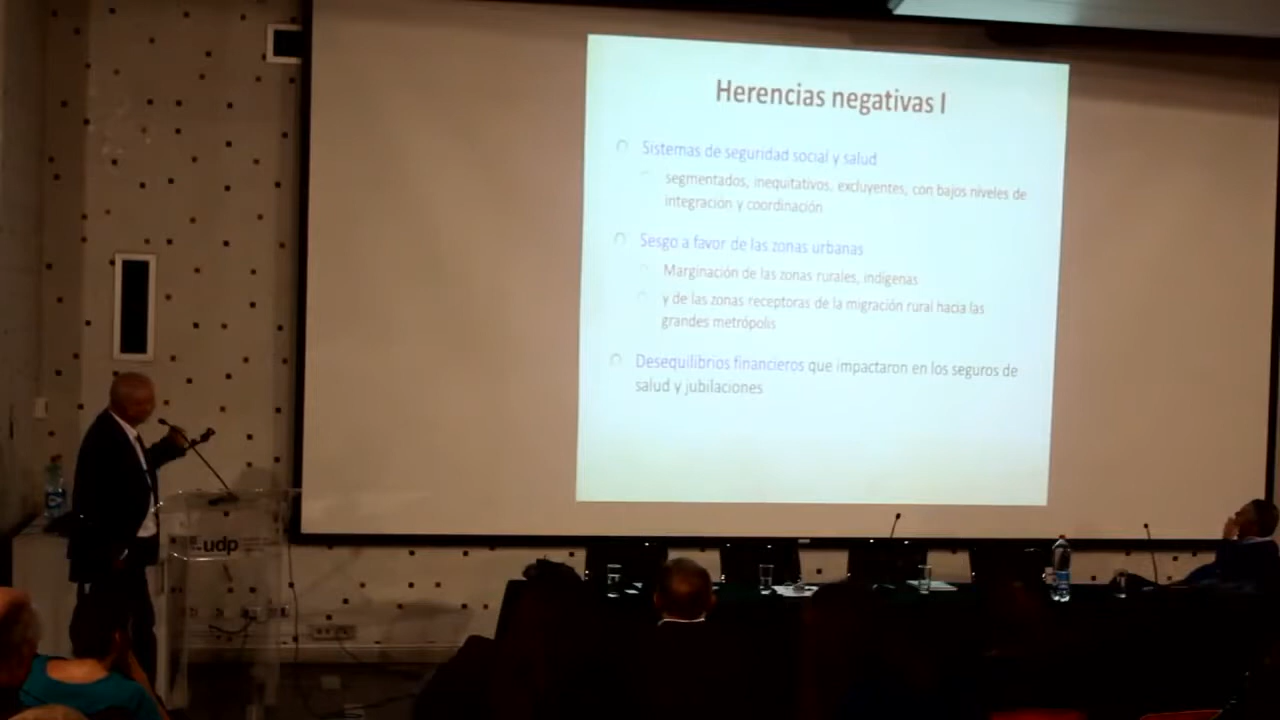 Herencias negativas I
Sistemas de seguridad social y salud
segmentados, inequitativos, excluyentes, con bajos niveles de
integración y coordinación
Sesgo a favor de las zonas urbanas
Marginación de las zonas rurales, indígenas
y de las zonas receptoras de la migración rural hacia las
grandes metrópolis
Desequilibrios financieros que impactaron en los seguros de
salud y jubilaciones
udp